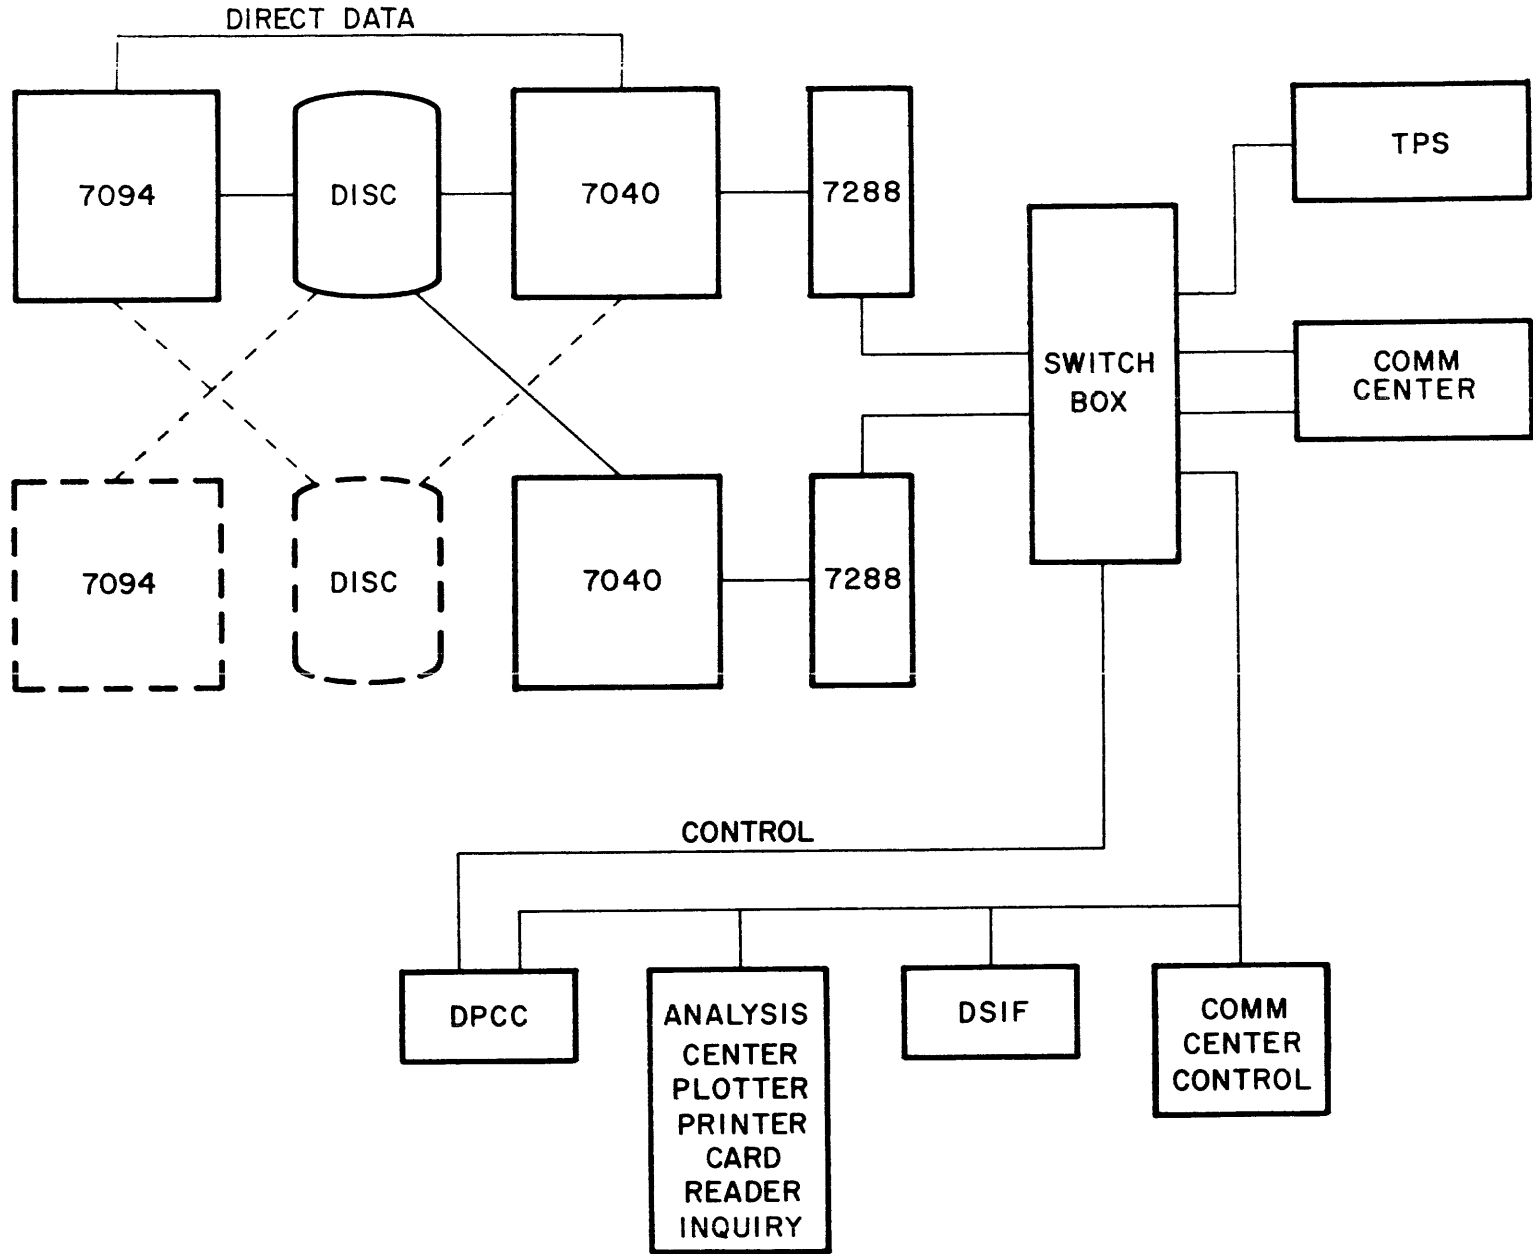 DIRECT DATA
7094
DISC
7040
7288
TPS
SWITCH
BOX
COMM
CENTER
7094
DISC
7040
7288
CONTROL
DPCC
ANALYSIS
CENTER
PLOTTER
PRINTER
CARD
READER
INQUIRY
DSIF
COMM
CENTER
CONTROL